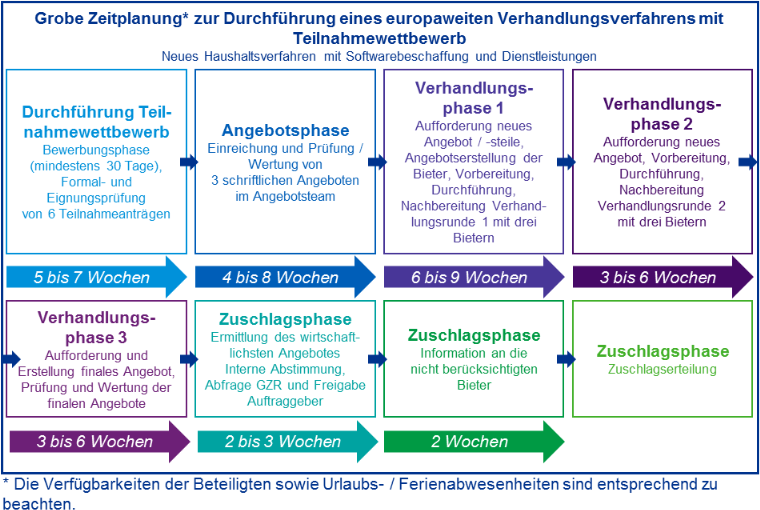 Grobe Zeitplanung* zur Durchführung eines europaweiten Verhandlungsverfahrens mit
Teilnahmewettbewerb
Neues Haushaltsverfahren mit Softwarebeschaffung und Dienstleistungen
Durchführung Teil-
nahmewettbewerb
Bewerbungsphase
(mindestens 30 Tage),
Formal- und
Eignungsprüfung
von 6 Teilnahmeanträgen
5 bis 7 Wochen
Angebotsphase
Einreichung und Prüfung /
Wertung von
3 schriftlichen Angeboten
im Angebotsteam
4 bis 8 Wochen
Verhandlungs-
phase 1
Aufforderung neues
Angebot / -steile,
Angebotserstellung der
Bieter, Vorbereitung,
Durchführung,
Nachbereitung Verhand-
lungsrunde 1 mit drei
Bietern
6 bis 9 Wochen
Verhandlungs-
phase 2
Aufforderung neues
Angebot, Vorbereitung,
Durchführung,
Nachbereitung
Verhandlungsrunde 2
mit drei Bietern
3 bis 6 Wochen
Verhandlungs-
phase 3
Aufforderung und
Erstellung finales Angebot,
Prüfung und Wertung der
finalen Angebote
3 bis 6 Wochen
Zuschlagsphase
Ermittlung des wirtschaft-
lichsten Angebotes
Interne Abstimmung,
Abfrage GZR und Freigabe
Auftraggeber
2 bis 3 Wochen
Zuschlagsphase
Information an die
nicht berücksichtigten
Bieter
2 Wochen
Zuschlagsphase
Zuschlagserteilung
* Die Verfügbarkeiten der Beteiligten sowie Urlaubs- / Ferienabwesenheiten sind entsprechend zu
beachten.